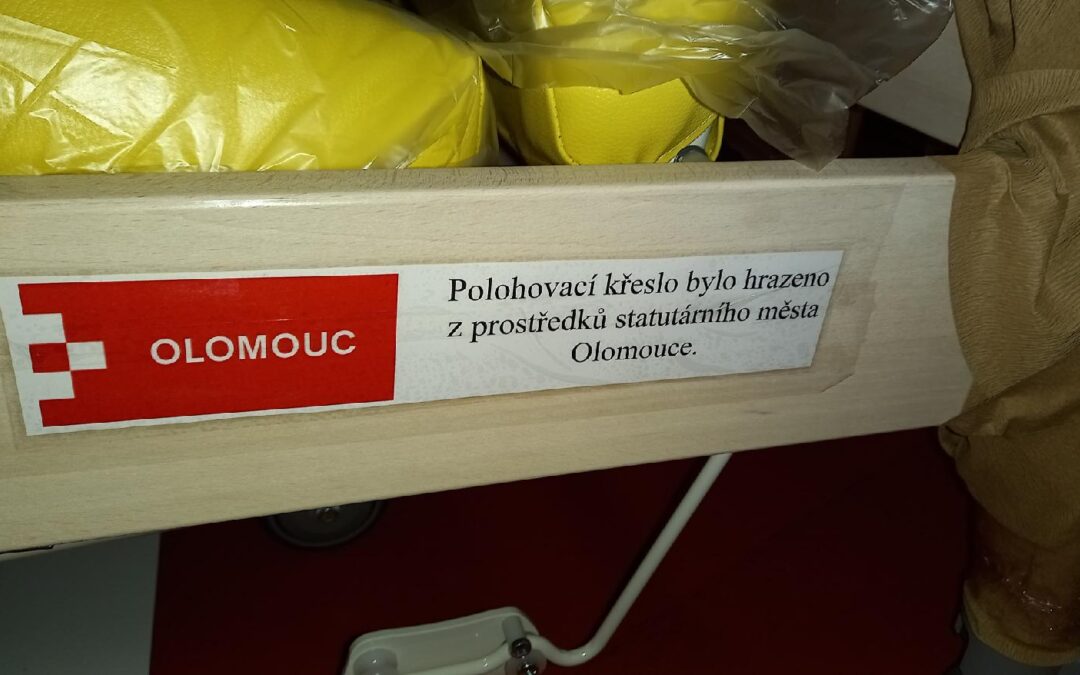 OLOMOUC
Polohovací křeslo bylo hrazeno
z prostředků statutárního města
Olomouce.